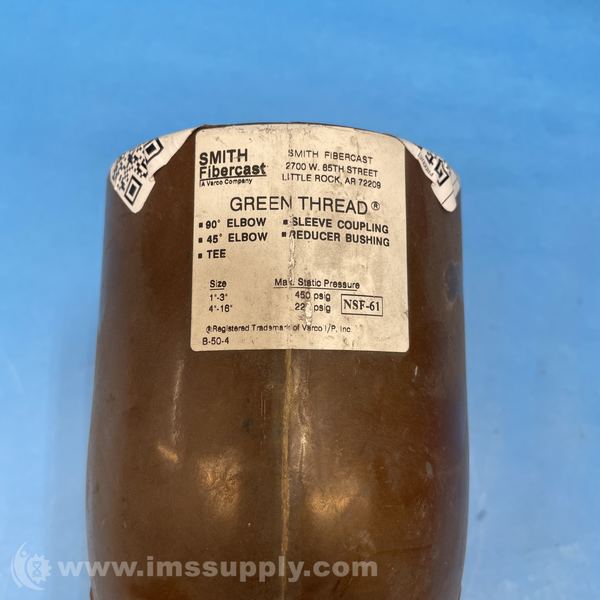 SMITH
Fibercast
A Varco Company
SMITH FIBERCAST
2700 W. 65TH STREET
LITTLE ROCK, AR 72209
GREEN THREAD®
▪ 90° ELBOW ▪ SLEEVE COUPLING
▪ 45° ELBOW ▪ REDUCER BUSHING
▪ TEE
Size Max. Static Pressure
1"-3" 450 psig
4"-16" 225 psig
NSF-61
®Registered Trademark of Varco I/P, Inc.
B-50-4
www.imssupply.com